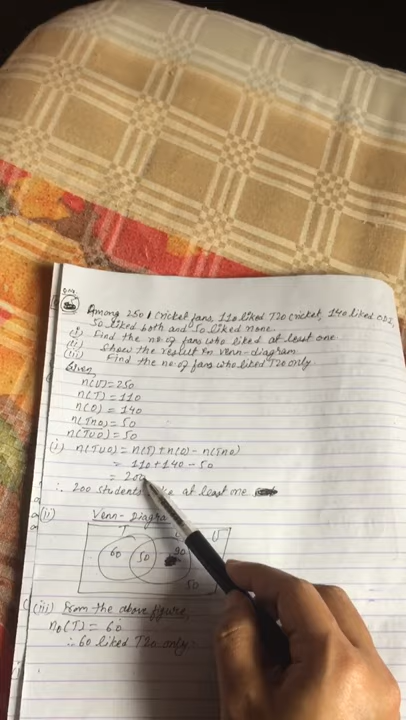 Among 250 cricket fans, 110 liked T20 cricket, 140 liked ODI,
50 liked both and 50 liked none.
(i) Find the no. of fans who liked at least one.
(ii) Show the result in Venn-diagram
(iii) Find the no. of fans who liked T20 only.
Given,
n(U) = 250
n(T) = 110
n(O) = 140
n(T∩O) = 50
n(T∪O) = 50
(i) n(T∪O) = n(T) + n(O) - n(T∩O)
= 110 + 140 - 50
= 200
∴ 200 students like at least one
(ii) Venn-Diagra
T U
60 50 90
50
(iii) From the above figure,
n₀(T) = 60
∴ 60 liked T20 only.